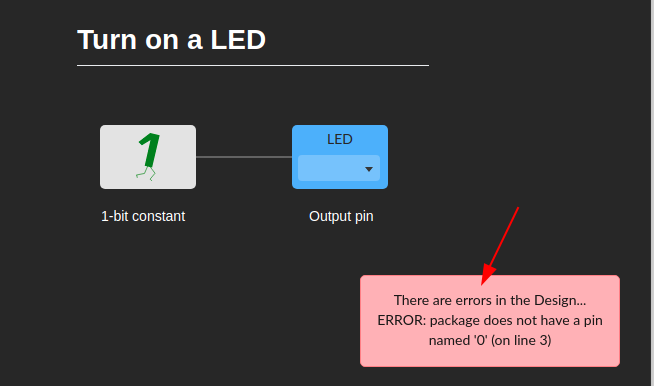 Turn on a LED
1
LED
1-bit constant
Output pin
There are errors in the Design...
ERROR: package does not have a pin
named '0' (on line 3)